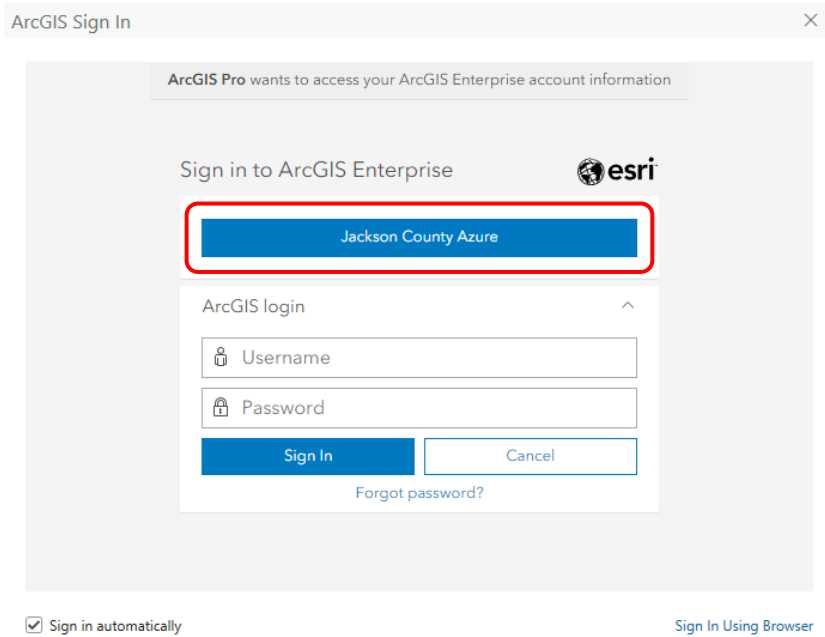 ArcGIS Sign In
ArcGIS Pro wants to access your ArcGIS Enterprise account information
Sign in to ArcGIS Enterprise
esri
Jackson County Azure
ArcGIS login
Username
Password
Sign In
Cancel
Forgot password?
Sign in automatically
Sign In Using Browser